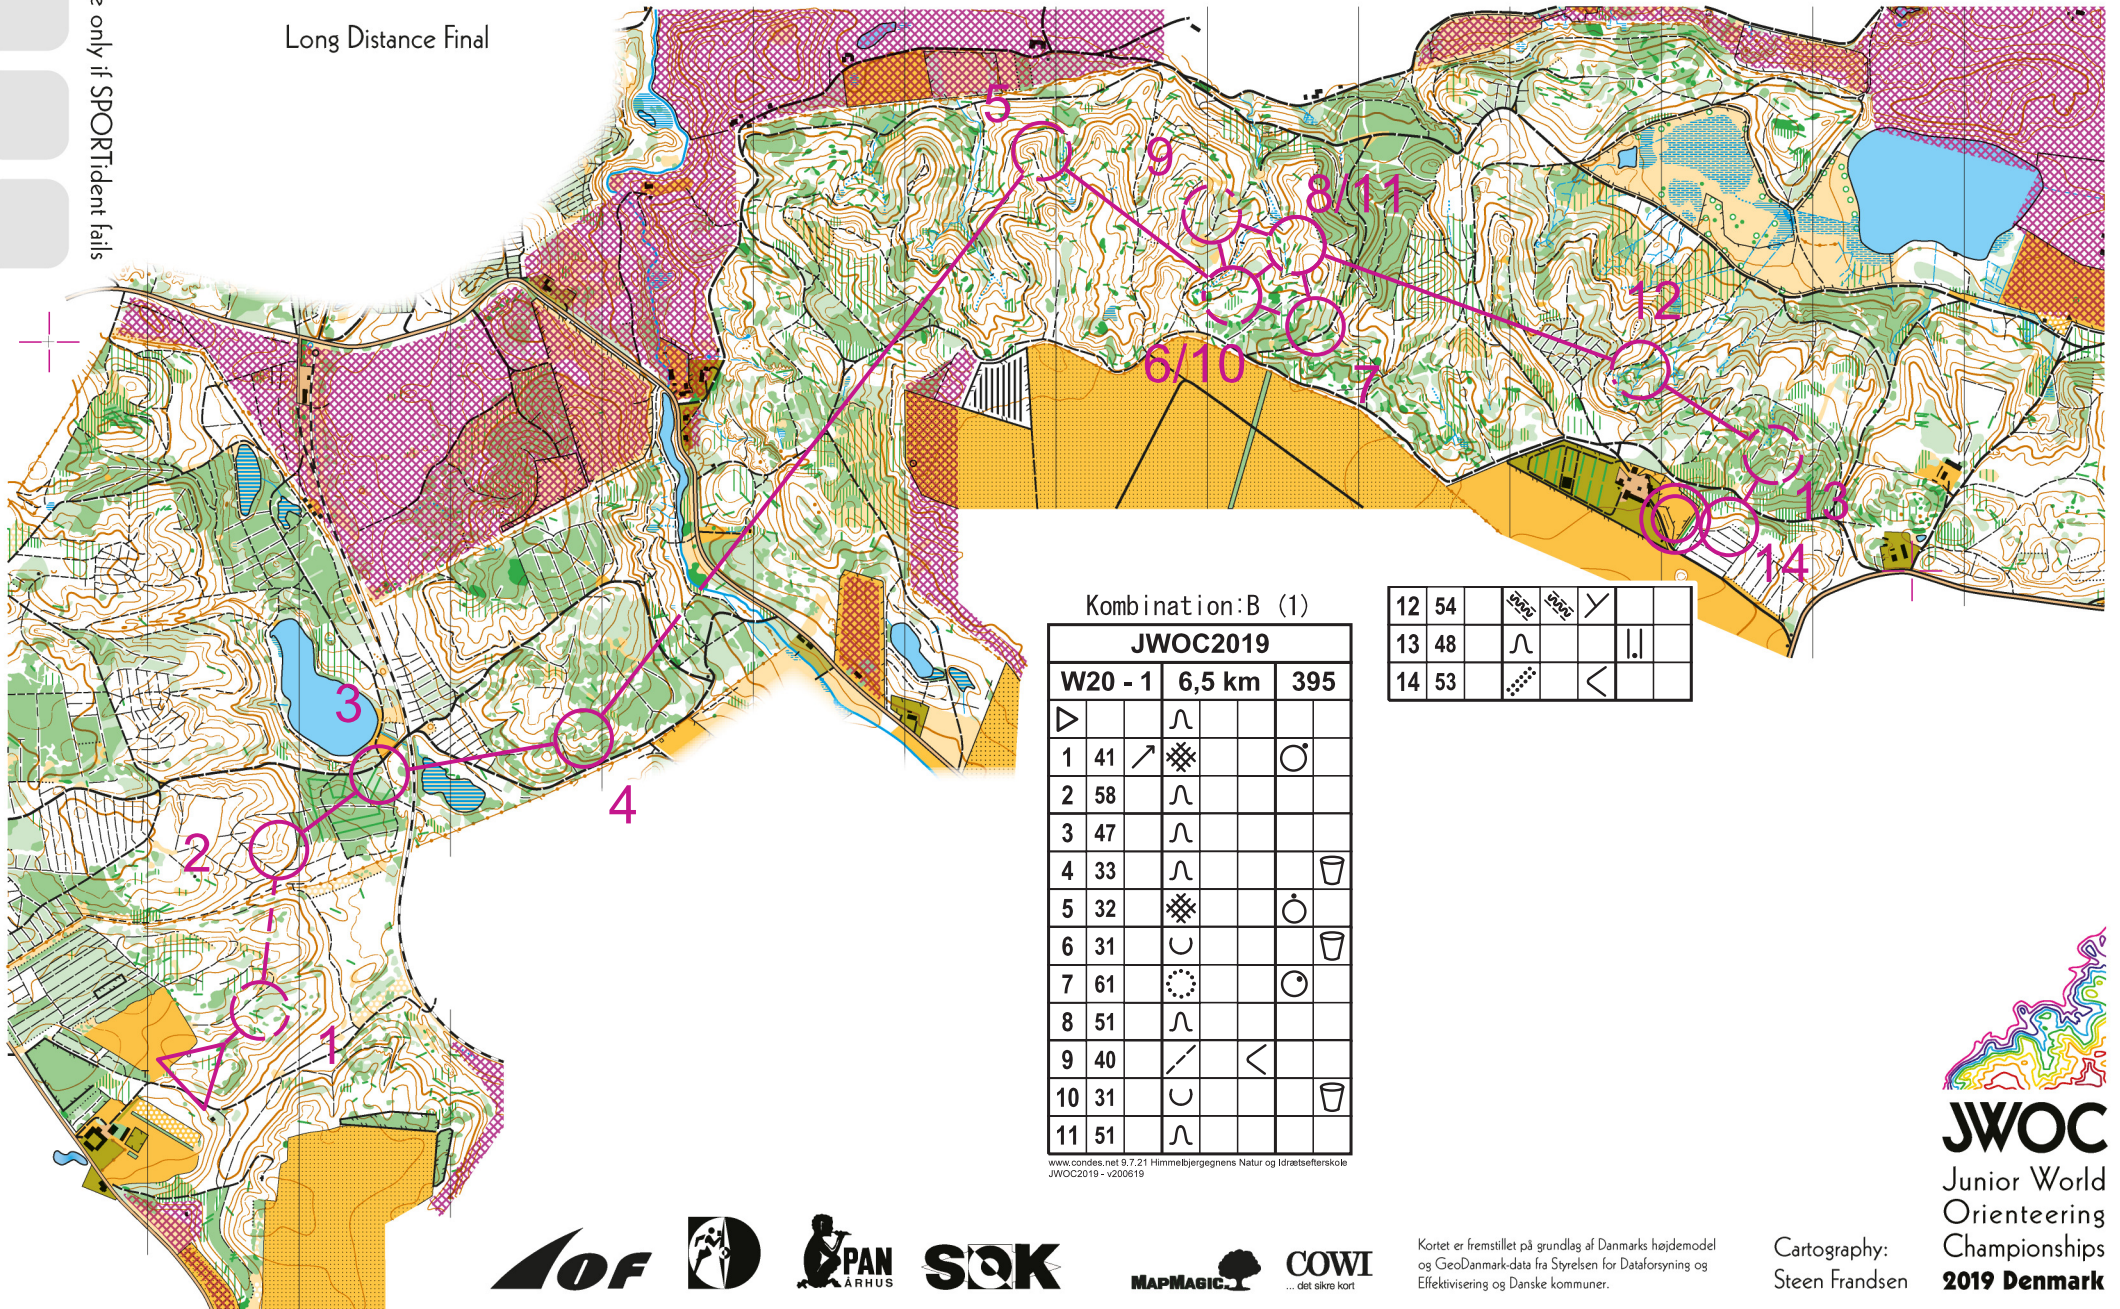 e only if SPORTident fails
Long Distance Final
5
9
8/11
12
6/10
7
13
14
3
4
2
1
Kombination:B (1)
JWOC2019
W20 - 1 6,5 km 395
1 41
2 58
3 47
4 33
5 32
6 31
7 61
8 51
9 40
10 31
11 51
www.condes.net 9.7.21 Himmelbjergegnens Natur og Idrætsefterskole
JWOC2019 - v200619
12 54
13 48
14 53
IOF
PAN
ÅRHUS
SOK
MAPMAGIC
COWI
... det sikre kort
Kortet er fremstillet på grundlag af Danmarks højdemodel
og GeoDanmark-data fra Styrelsen for Dataforsyning og
Effektivisering og Danske kommuner.
Cartography:
Steen Frandsen
JWOC
Junior World
Orienteering
Championships
2019 Denmark